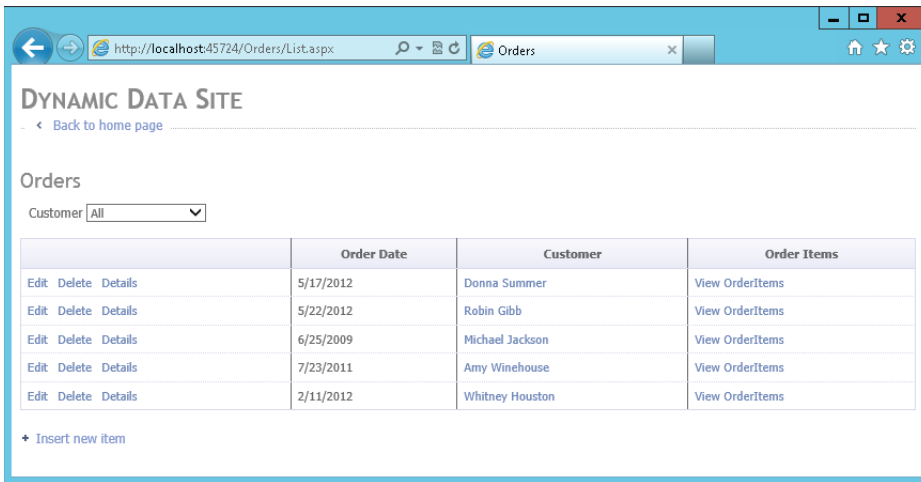 http://localhost:45724/Orders/List.aspx Orders
DYNAMIC DATA SITE
Back to home page
Orders
Customer All
Order Date Customer Order Items
Edit Delete Details 5/17/2012 Donna Summer View OrderItems
Edit Delete Details 5/22/2012 Robin Gibb View OrderItems
Edit Delete Details 6/25/2009 Michael Jackson View OrderItems
Edit Delete Details 7/23/2011 Amy Winehouse View OrderItems
Edit Delete Details 2/11/2012 Whitney Houston View OrderItems
+ Insert new item